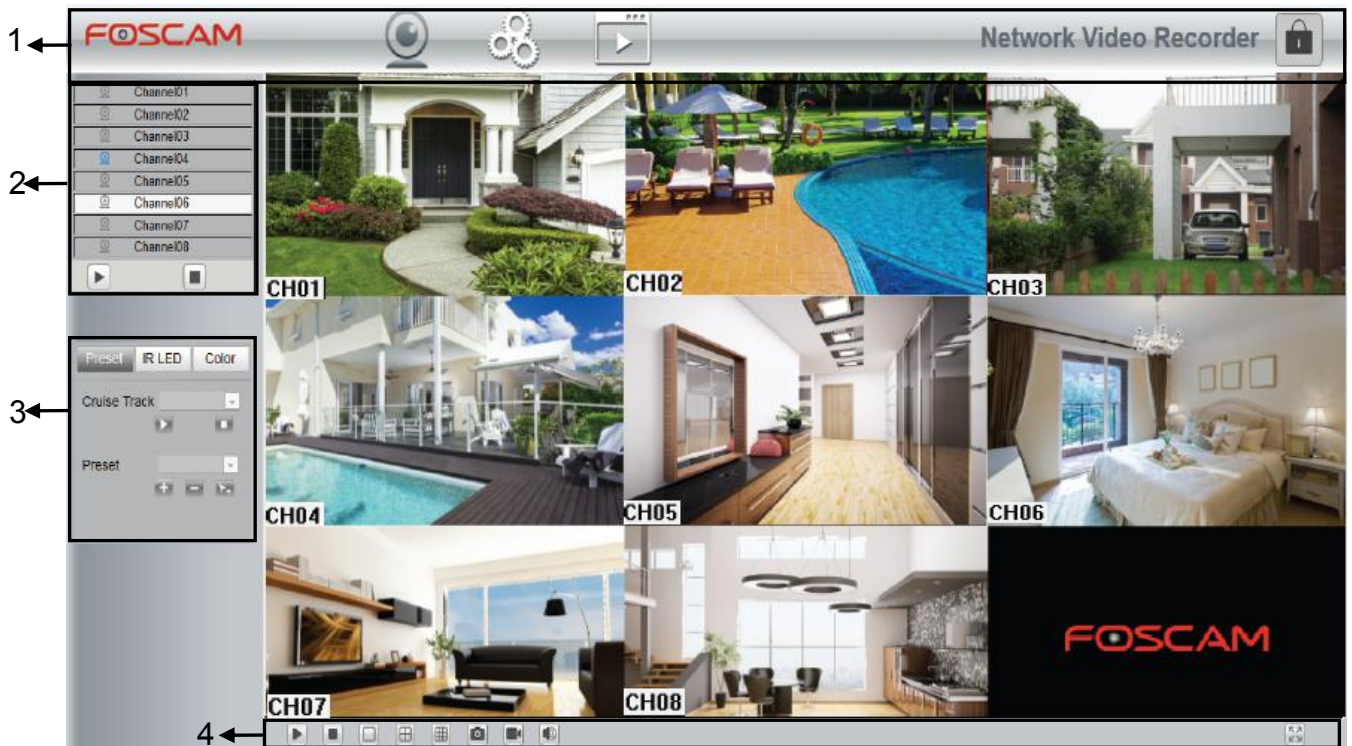 1
FOSCAM
Network Video Recorder
2
Channel01
Channel02
Channel03
Channel04
Channel05
Channel06
Channel07
Channel08
CH01
CH02
CH03
3
Preset IR LED Color
Cruise Track
Preset
CH04
CH05
CH06
CH07
CH08
FOSCAM
4